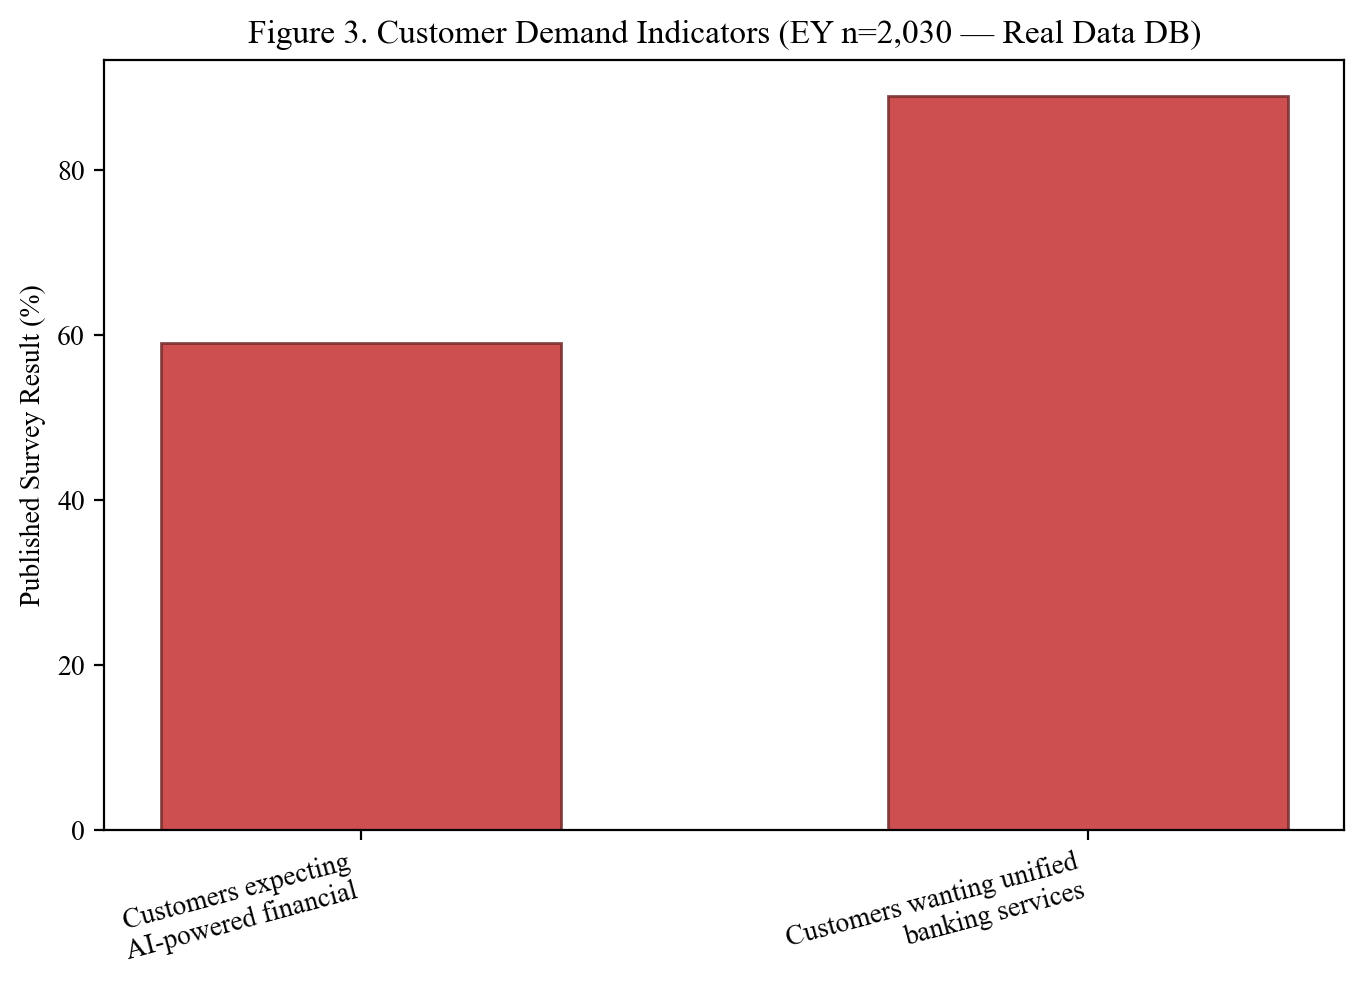 Figure 3. Customer Demand Indicators (EY n=2,030 — Real Data DB)
Published Survey Result (%)
80
60
40
20
0
Customers expecting
AI-powered financial
Customers wanting unified
banking services